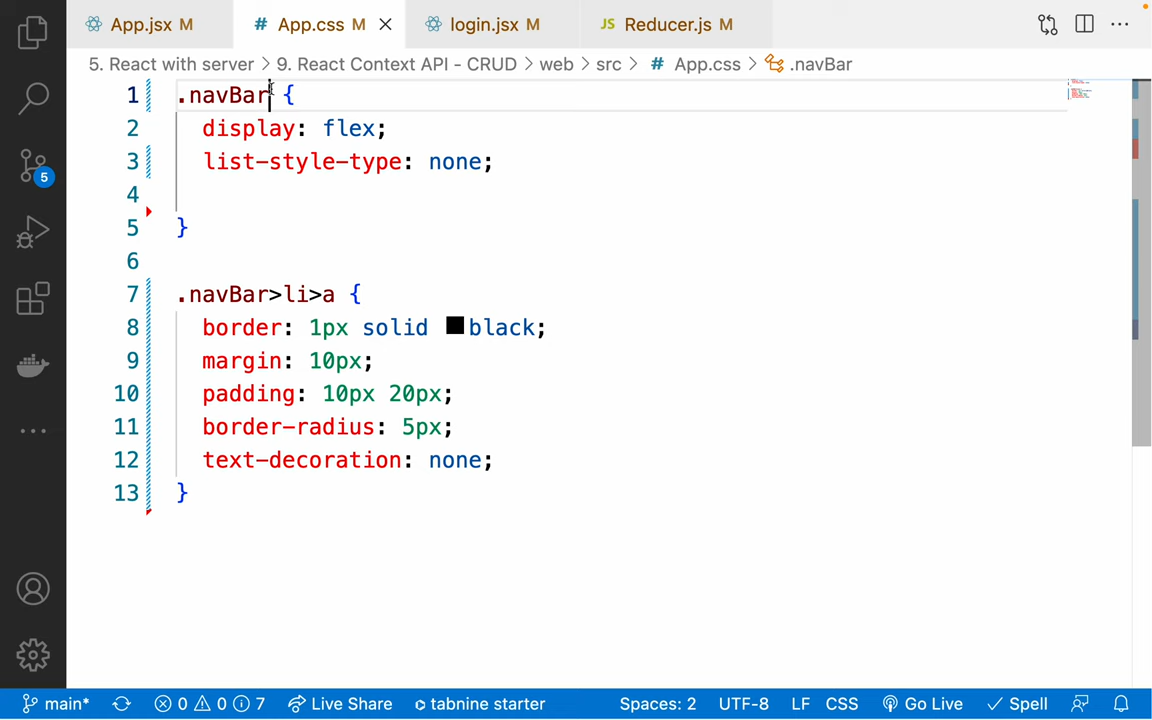 App.jsx M # App.css M login.jsx M JS Reducer.js M
5. React with server > 9. React Context API - CRUD > web > src > # App.css > .navBar
1 .navBar {
2 display: flex;
3 list-style-type: none;
4
5 }
6
7 .navBar>li>a {
8 border: 1px solid black;
9 margin: 10px;
10 padding: 10px 20px;
11 border-radius: 5px;
12 text-decoration: none;
13 }
5
main* 0 0 7 Live Share tabnine starter Spaces: 2 UTF-8 LF CSS Go Live Spell